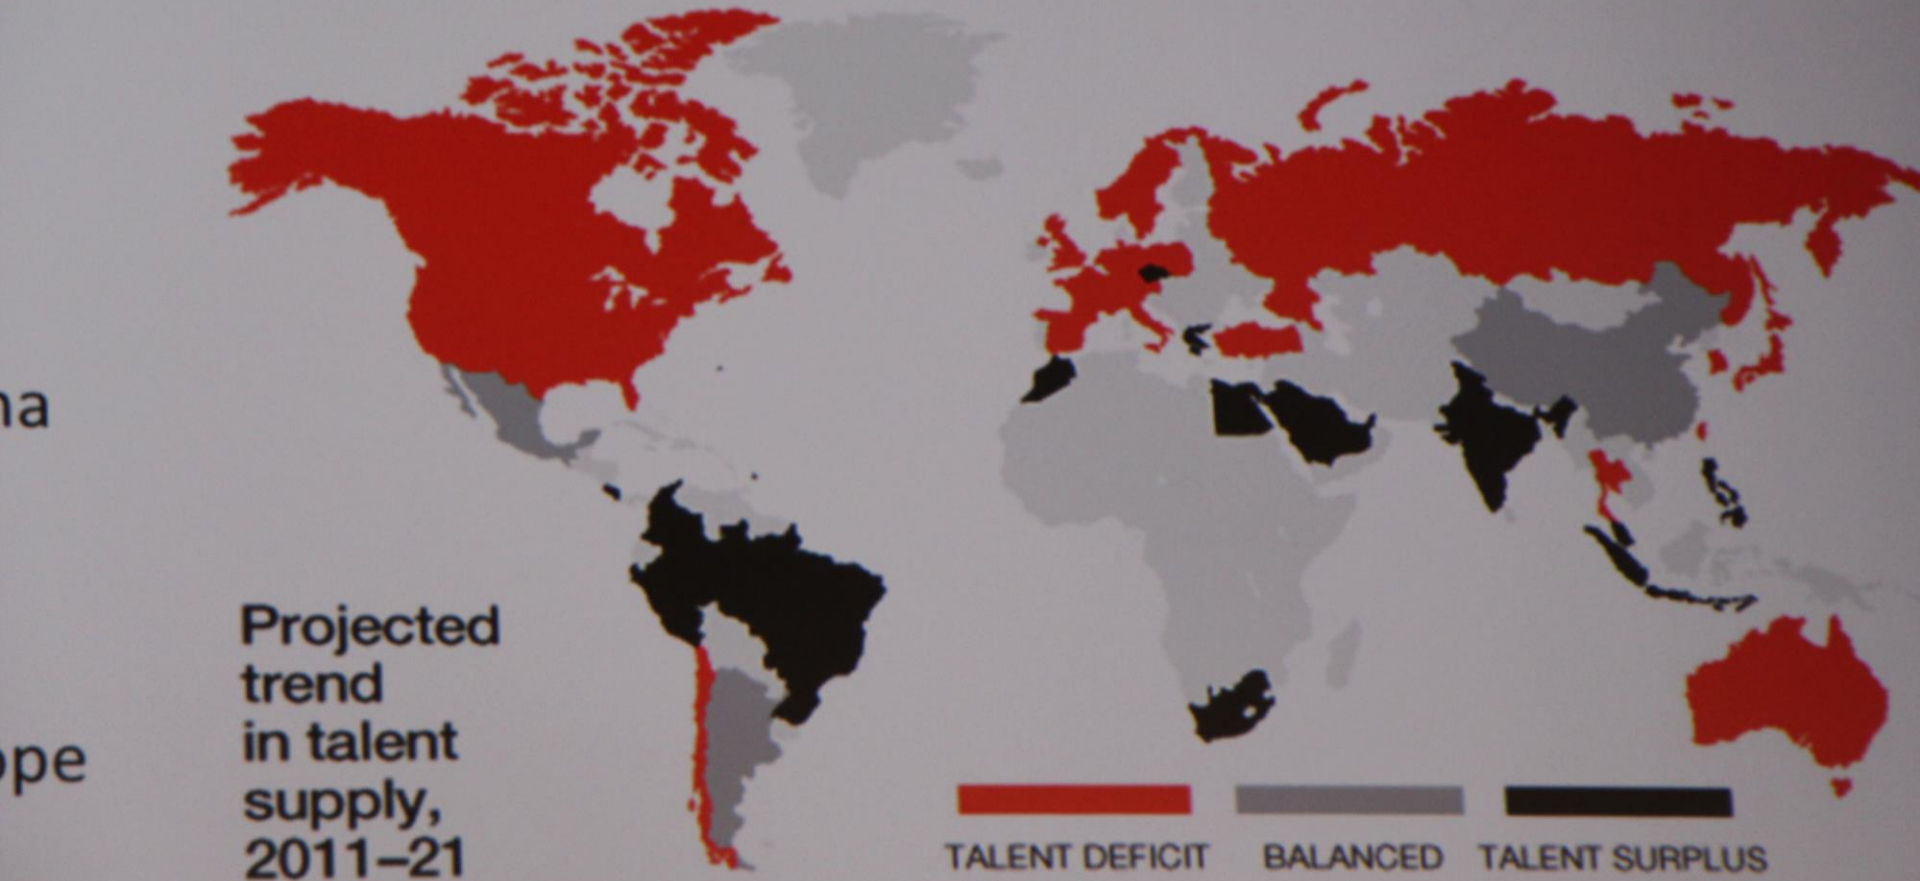 na
ope
Projected
trend
in talent
supply,
2011–21
TALENT DEFICIT
BALANCED
TALENT SURPLUS